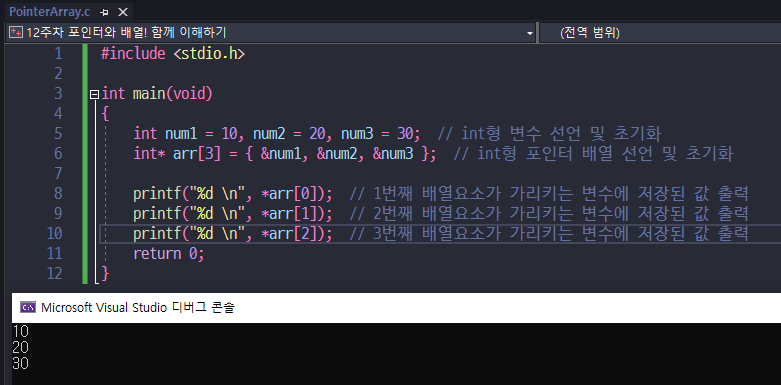 PointerArray.c
12주차 포인터와 배열! 함께 이해하기 (전역 범위)
1 #include <stdio.h>
2
3 int main(void)
4 {
5 int num1 = 10, num2 = 20, num3 = 30; // int형 변수 선언 및 초기화
6 int* arr[3] = { &num1, &num2, &num3 }; // int형 포인터 배열 선언 및 초기화
7
8 printf("%d \n", *arr[0]); // 1번째 배열요소가 가리키는 변수에 저장된 값 출력
9 printf("%d \n", *arr[1]); // 2번째 배열요소가 가리키는 변수에 저장된 값 출력
10 printf("%d \n", *arr[2]); // 3번째 배열요소가 가리키는 변수에 저장된 값 출력
11 return 0;
12 }
Microsoft Visual Studio 디버그 콘솔
10
20
30